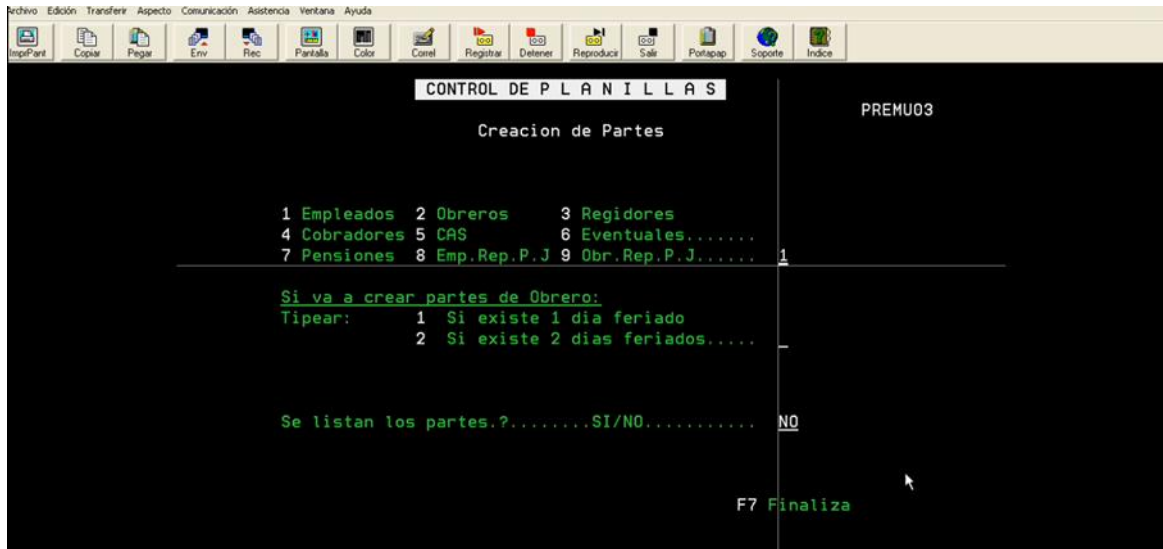 Archivo Edición Transferir Aspecto Comunicación Asistencia Ventana Ayuda
ImprPant Copiar Pegar Env Rec Pantalla Color Correl Registrar Detener Reproducir Salir Portapap Soporte Indice
CONTROL DE P L A N I L L A S
PREMU03
Creacion de Partes
1 Empleados 2 Obreros 3 Regidores
4 Cobradores 5 CAS 6 Eventuales.......
7 Pensiones 8 Emp.Rep.P.J 9 Obr.Rep.P.J...... 1
Si va a crear partes de Obrero:
Tipear: 1 Si existe 1 dia feriado
2 Si existe 2 dias feriados..... _
Se listan los partes.?........SI/NO........... NO
F7 Finaliza